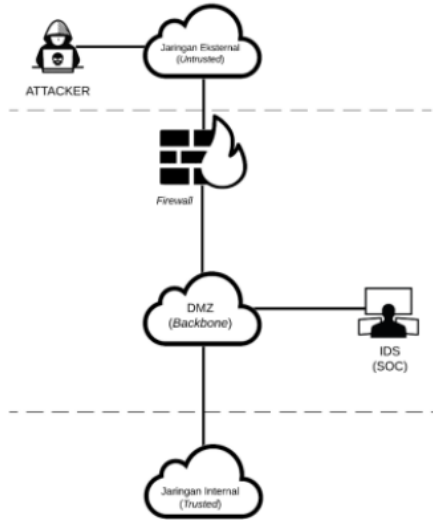 Jaringan Eksternal
(Untrusted)
ATTACKER
Firewall
DMZ
(Backbone)
IDS
(SOC)
Jaringan Internal
(Trusted)